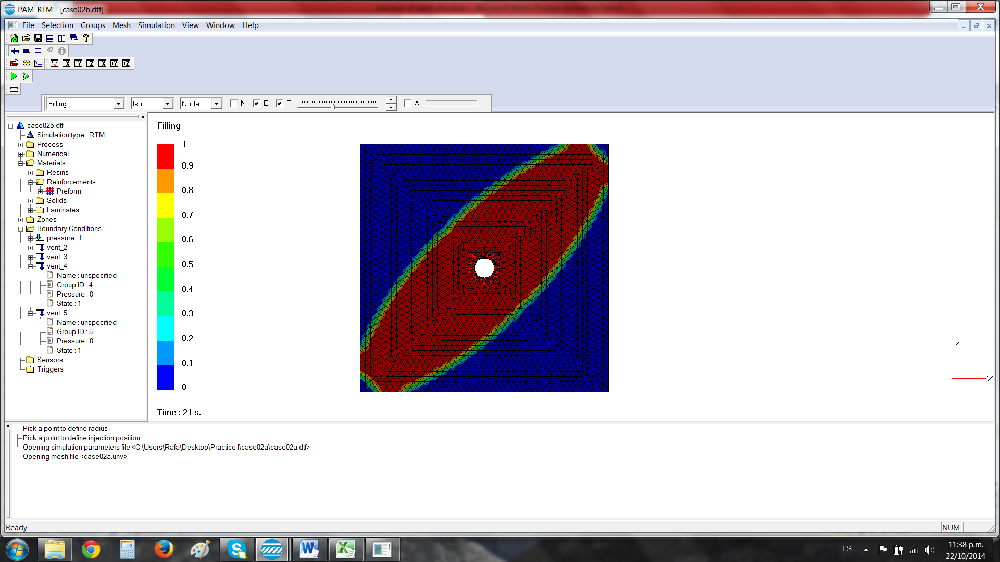 PAM-RTM - [case02b.dtf]
File Selection Groups Mesh Simulation View Window Help
Filling Iso Node N E F A
case02b.dtf
Simulation type : RTM
Process
Numerical
Materials
Resins
Reinforcements
Preform
Solids
Laminates
Zones
Boundary Conditions
pressure_1
vent_2
vent_3
vent_4
Name : unspecified
Group ID : 4
Pressure : 0
State : 1
vent_5
Name : unspecified
Group ID : 5
Pressure : 0
State : 1
Sensors
Triggers
Filling
1
0.9
0.8
0.7
0.6
0.5
0.4
0.3
0.2
0.1
0
Time : 21 s.
Y
X
Pick a point to define radius
Pick a point to define injection position
Opening simulation parameters file <C:\Users\Rafa\Desktop\Practice I\case02a\case02a.dtf>
Opening mesh file <case02a.unv>
Ready
NUM
ES
11:38 p.m.
22/10/2014